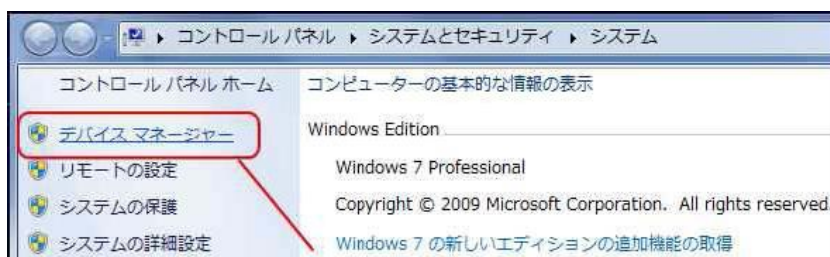 コントロール パネル ▸ システムとセキュリティ ▸ システム
コントロール パネル ホーム
デバイス マネージャー
リモートの設定
システムの保護
システムの詳細設定
コンピューターの基本的な情報の表示
Windows Edition
Windows 7 Professional
Copyright © 2009 Microsoft Corporation. All rights reserved.
Windows 7 の新しいエディションの追加機能の取得